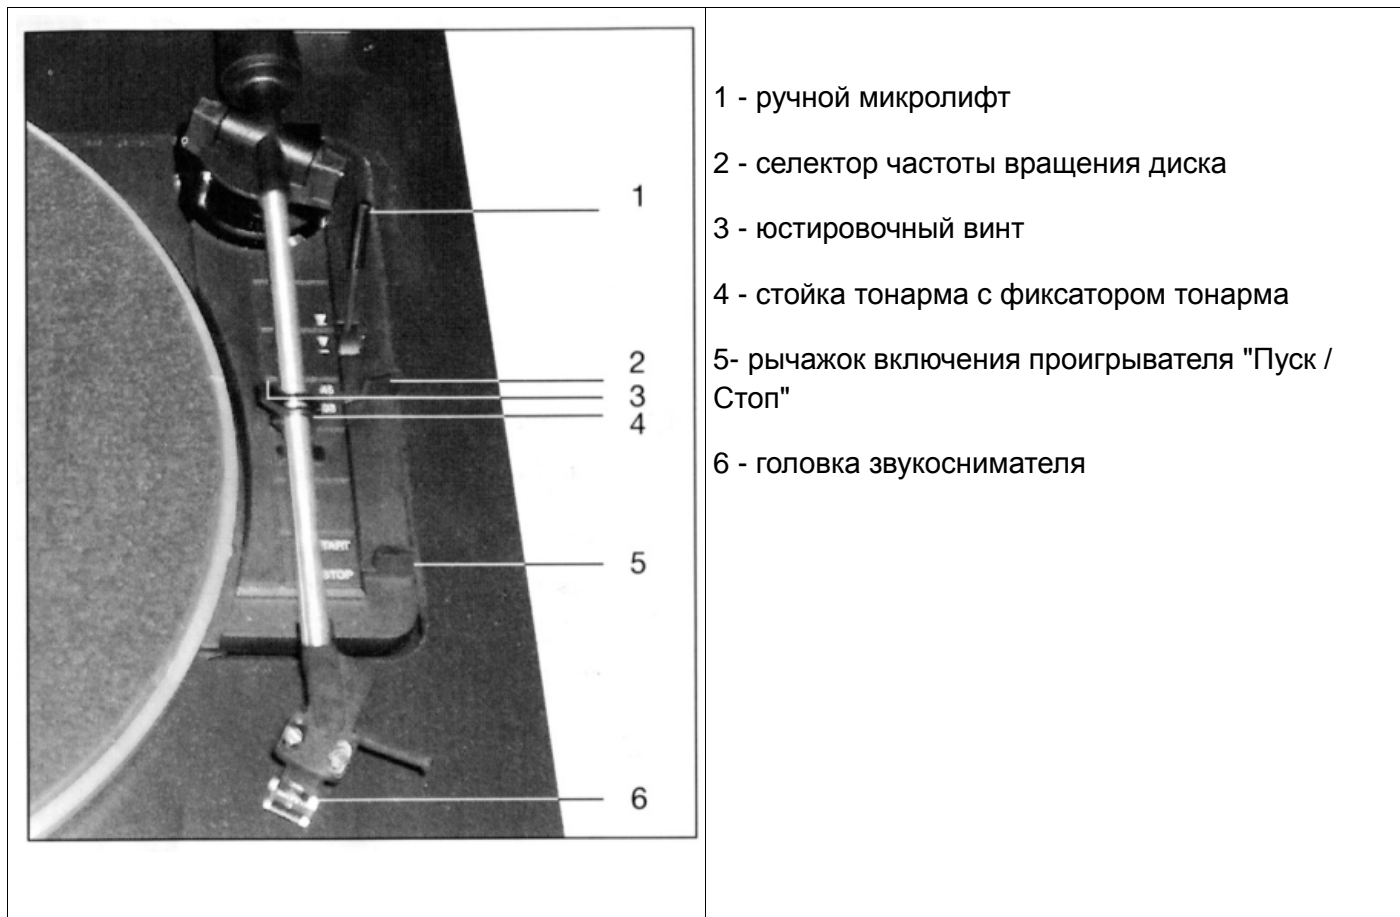 1
2
3
4
5
6
45
33
TART
STOP
1 - ручной микролифт
2 - селектор частоты вращения диска
3 - юстировочный винт
4 - стойка тонарма с фиксатором тонарма
5- рычажок включения проигрывателя "Пуск /
Стоп"
6 - головка звукоснимателя